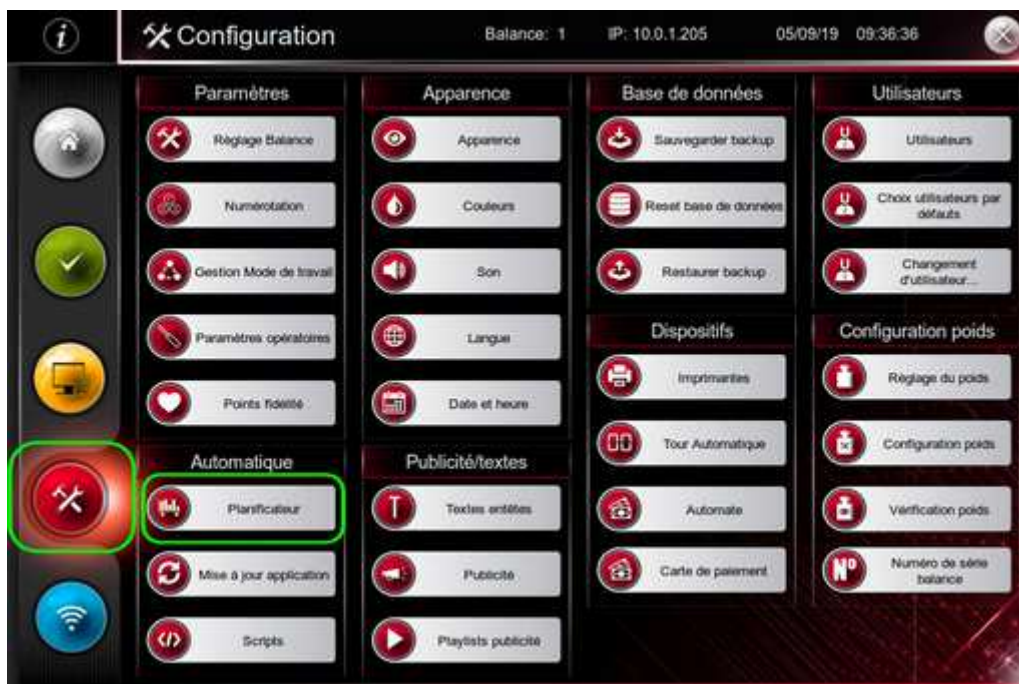 i
Configuration
Balance: 1
IP: 10.0.1.205
05/09/19 09:36:36
Paramètres
Réglage Balance
Numérotation
Gestion Mode de travail
Paramètres opératoires
Points fidélité
Automatique
Planificateur
Mise à jour application
Scripts
Apparence
Apparence
Couleurs
Son
Langue
Date et heure
Publicité/textes
Textes entêtes
Publicité
Playlists publicité
Base de données
Sauvegarder backup
Reset base de données
Restaurer backup
Dispositifs
Imprimantes
Tour Automatique
Automate
Carte de paiement
Utilisateurs
Utilisateurs
Choix utilisateurs par
défauts
Changement
d'utilisateur...
Configuration poids
Réglage du poids
Configuration poids
Vérification poids
Nº
Numéro de série
balance